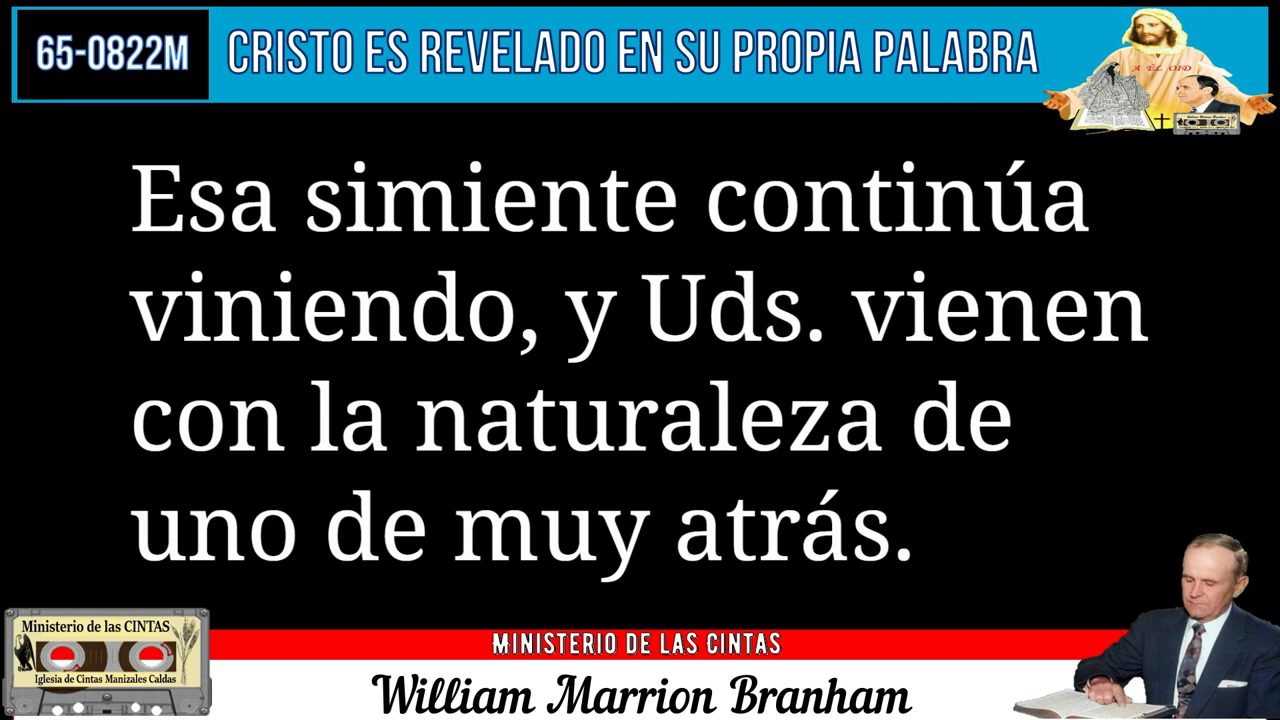 65-0822M
CRISTO ES REVELADO EN SU PROPIA PALABRA
A ÉL OID
Esa simiente continúa
viniendo, y Uds. vienen
con la naturaleza de
uno de muy atrás.
Ministerio de las CINTAS
Iglesia de Cintas Manizales Caldas
MINISTERIO DE LAS CINTAS
William Marrion Branham